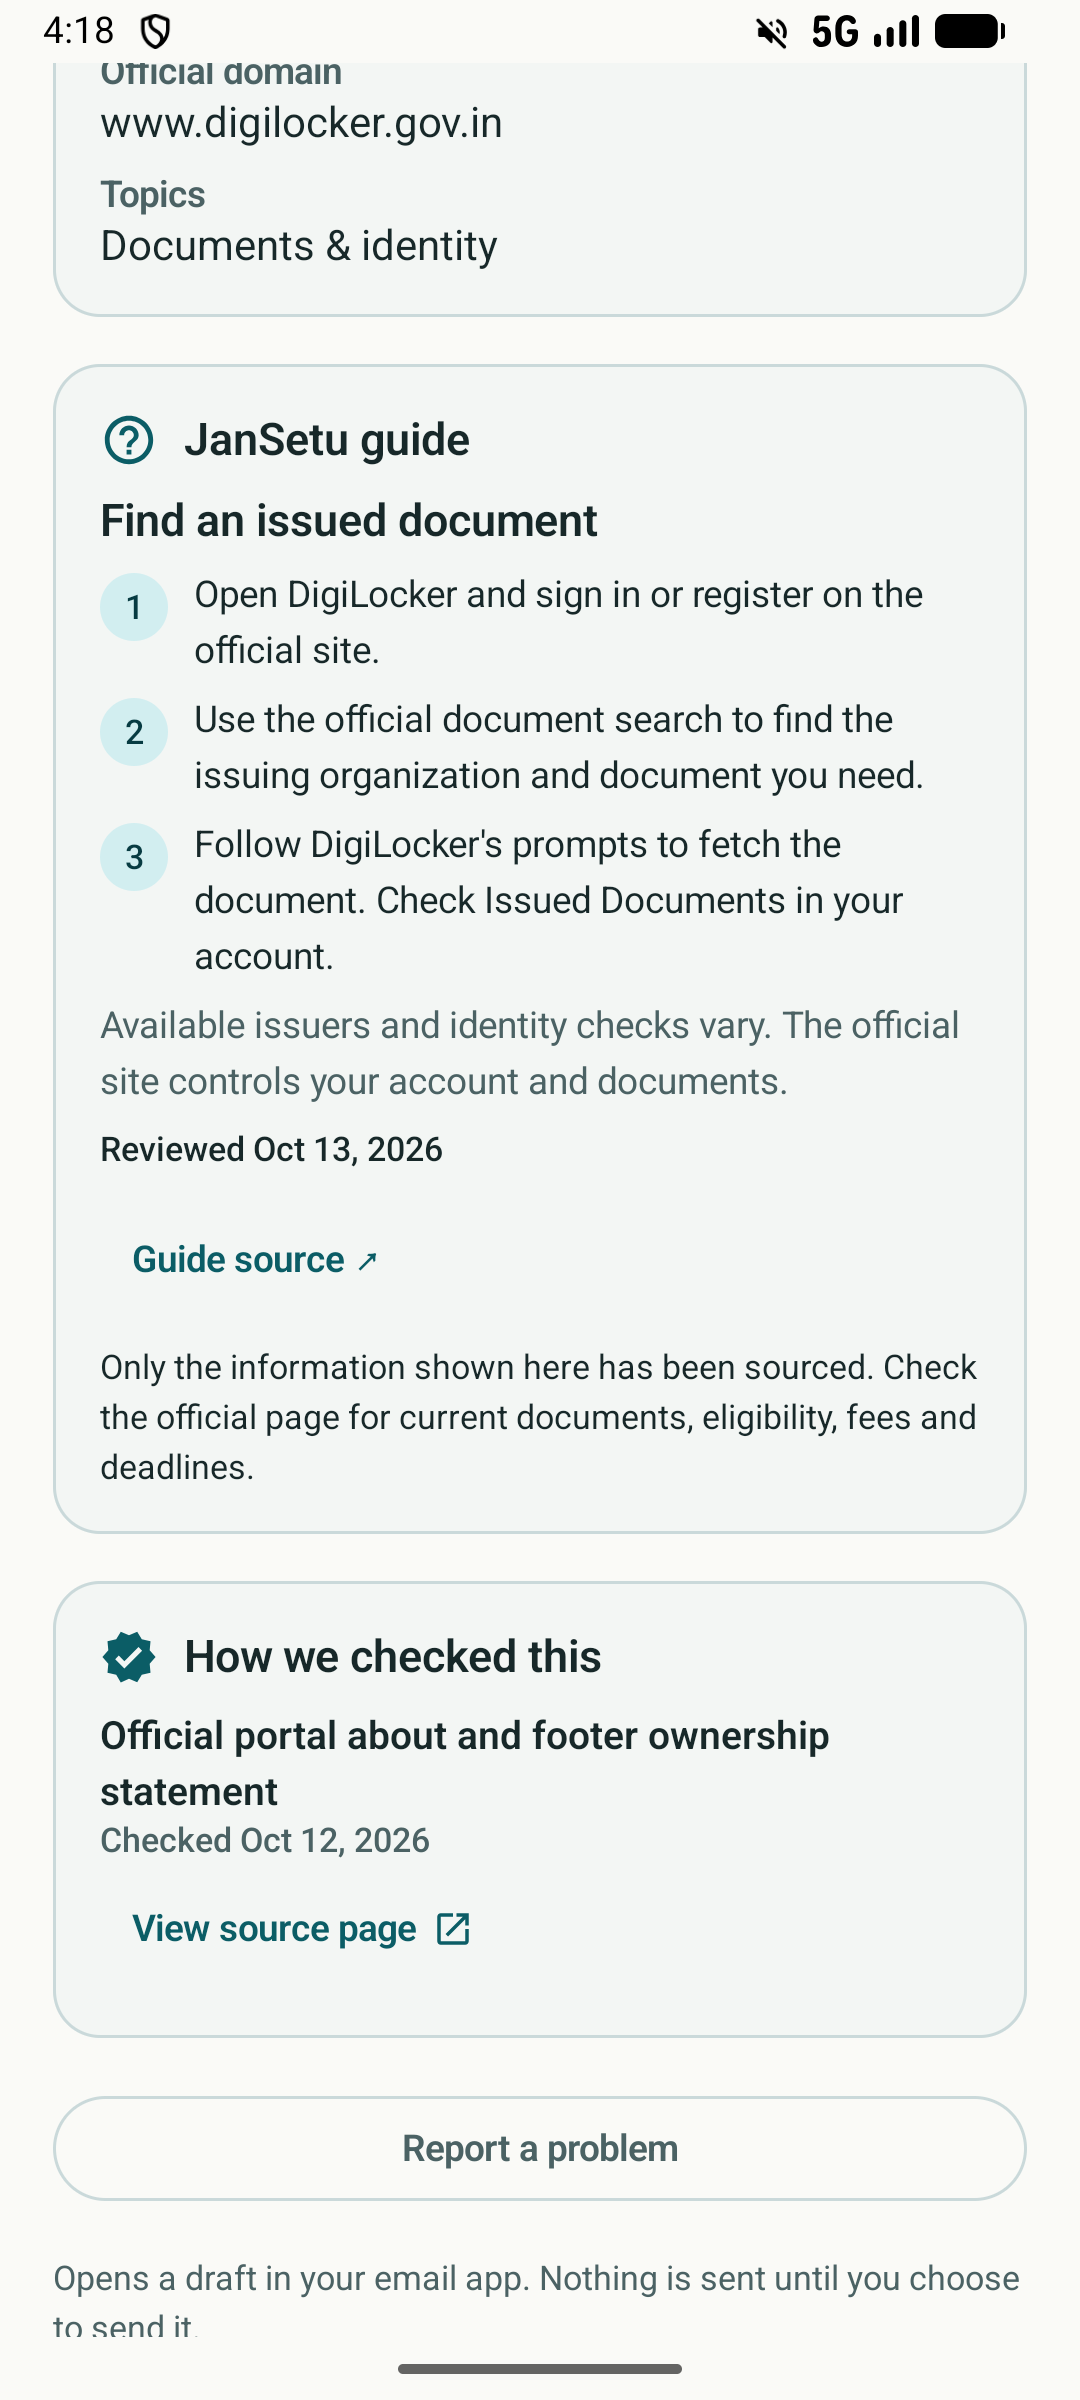 4:18
5G
Official domain
www.digilocker.gov.in
Topics
Documents & identity
JanSetu guide
Find an issued document
1
Open DigiLocker and sign in or register on the
official site.
2
Use the official document search to find the
issuing organization and document you need.
3
Follow DigiLocker's prompts to fetch the
document. Check Issued Documents in your
account.
Available issuers and identity checks vary. The official
site controls your account and documents.
Reviewed Oct 13, 2026
Guide source ↗
Only the information shown here has been sourced. Check
the official page for current documents, eligibility, fees and
deadlines.
How we checked this
Official portal about and footer ownership
statement
Checked Oct 12, 2026
View source page
Report a problem
Opens a draft in your email app. Nothing is sent until you choose
to send it.